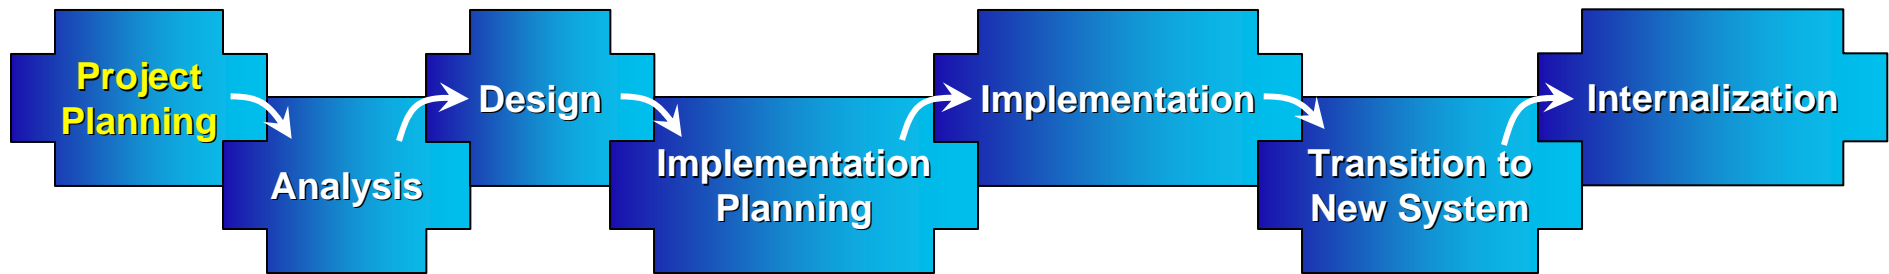 Project
Planning
Analysis
Design
Implementation
Planning
Implementation
Transition to
New System
Internalization